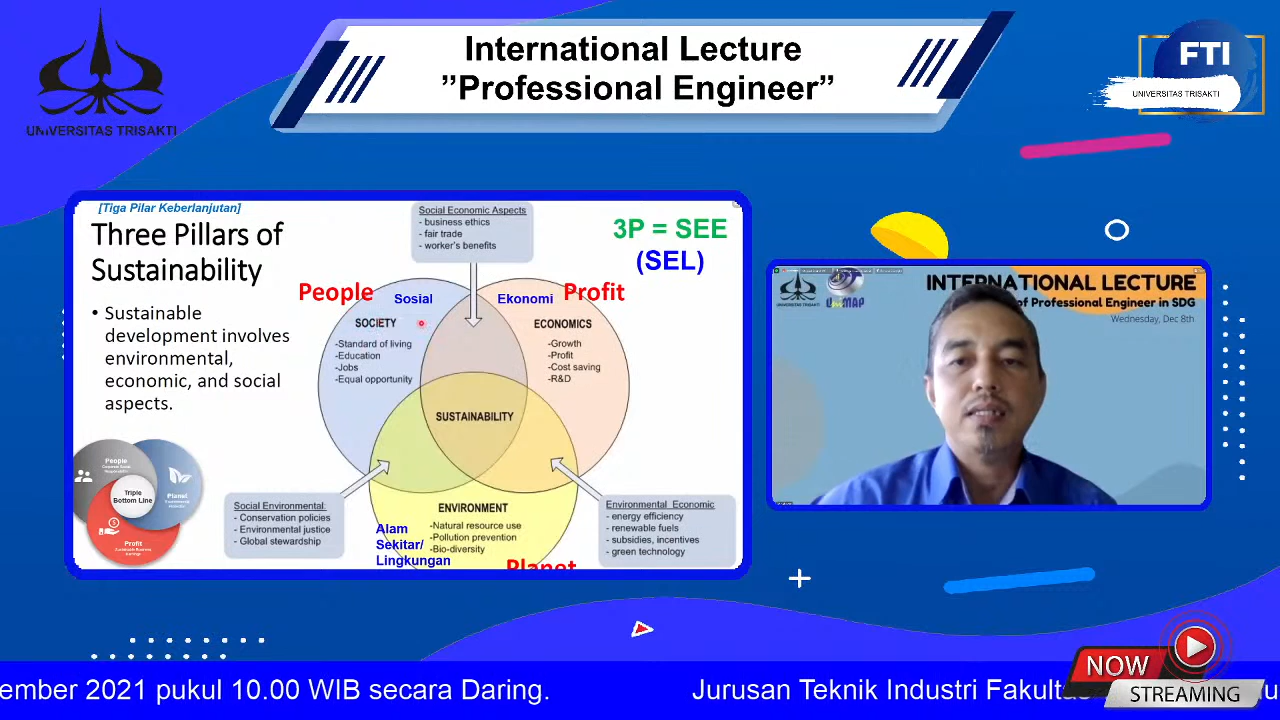 International Lecture
”Professional Engineer”
UNIVERSITAS TRISAKTI
FTI
UNIVERSITAS TRISAKTI
[Tiga Pilar Keberlanjutan]
Three Pillars of
Sustainability
• Sustainable
development involves
environmental,
economic, and social
aspects.
Social Economic Aspects
- business ethics
- fair trade
- worker's benefits
3P = SEE
(SEL)
People
Sosial
Ekonomi
Profit
SOCIETY
-Standard of living
-Education
-Jobs
-Equal opportunity
ECONOMICS
-Growth
-Profit
-Cost saving
-R&D
SUSTAINABILITY
ENVIRONMENT
-Natural resource use
-Pollution prevention
-Bio-diversity
Alam
Sekitar/
Lingkungan
Planet
Social Environmental
- Conservation policies
- Environmental justice
- Global stewardship
Environmental Economic
- energy efficiency
- renewable fuels
- subsidies, incentives
- green technology
People
Planet
Triple
Bottom Line
Profit
UNIVERSITAS TRISAKTI
INTERNATIONAL LECTURE
of Professional Engineer in SDG
Wednesday, Dec 8th
ember 2021 pukul 10.00 WIB secara Daring.
Jurusan Teknik Industri Fakultas
NOW
STREAMING